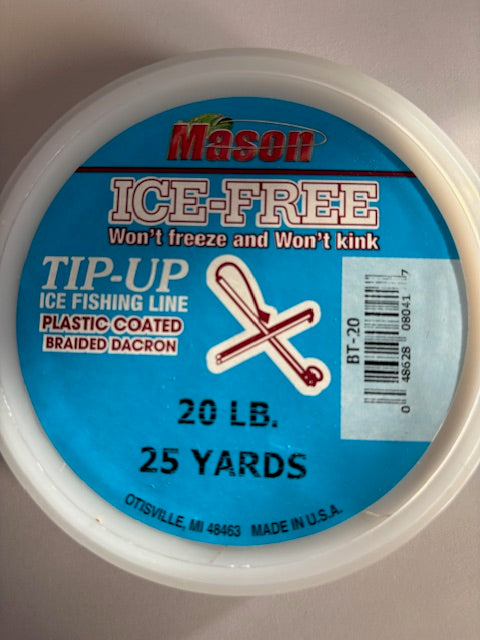 Mason
ICE-FREE
Won't freeze and Won't kink
TIP-UP
ICE FISHING LINE
PLASTIC COATED
BRAIDED DACRON
BT-20
0 48628 08041 7
20 LB.
25 YARDS
OTISVILLE, MI 48463 MADE IN U.S.A.